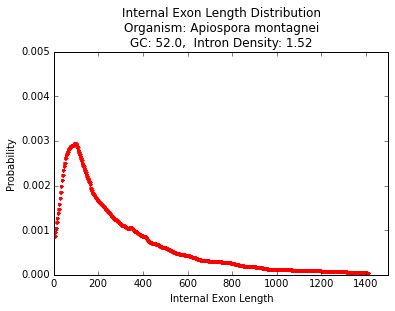 Internal Exon Length Distribution
Organism: Apiospora montagnei
GC: 52.0,  Intron Density: 1.52
0.005
0.004
0.003
0.002
0.001
0.000
Probability
0 200 400 600 800 1000 1200 1400
Internal Exon Length